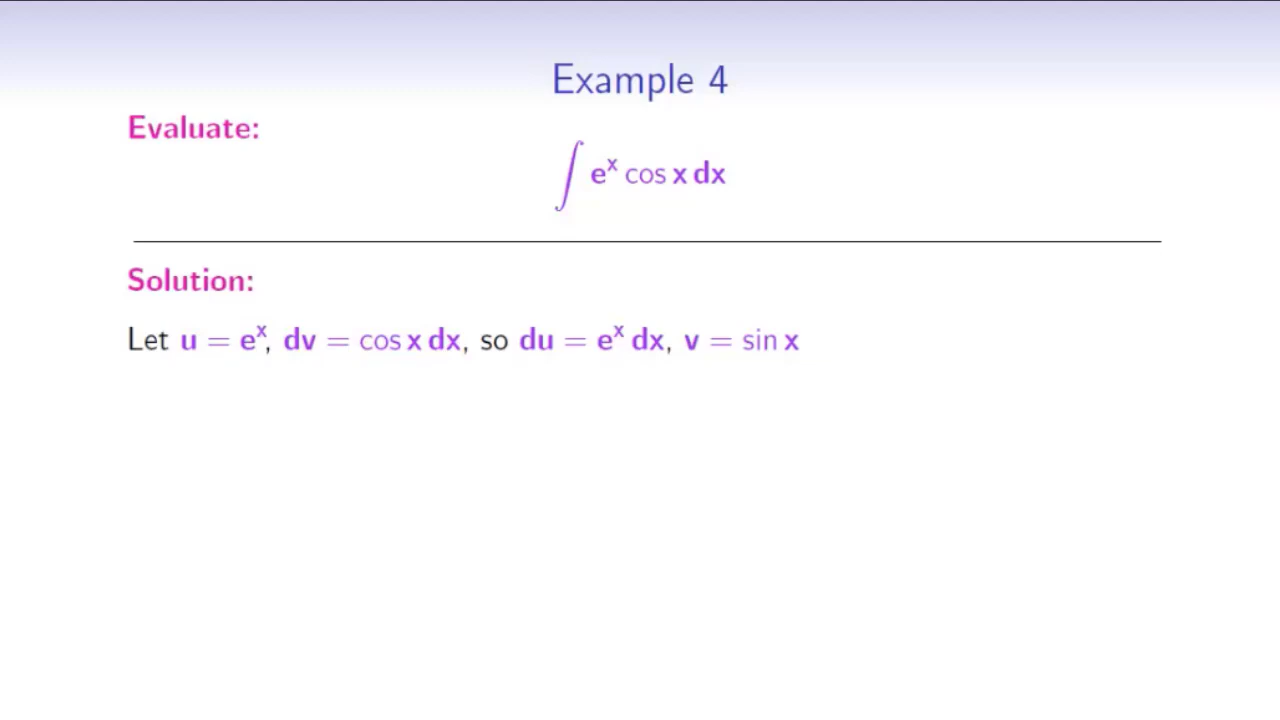 Example 4
Evaluate:
∫ e^x cos x dx
Solution:
Let u = e^x, dv = cos x dx, so du = e^x dx, v = sin x